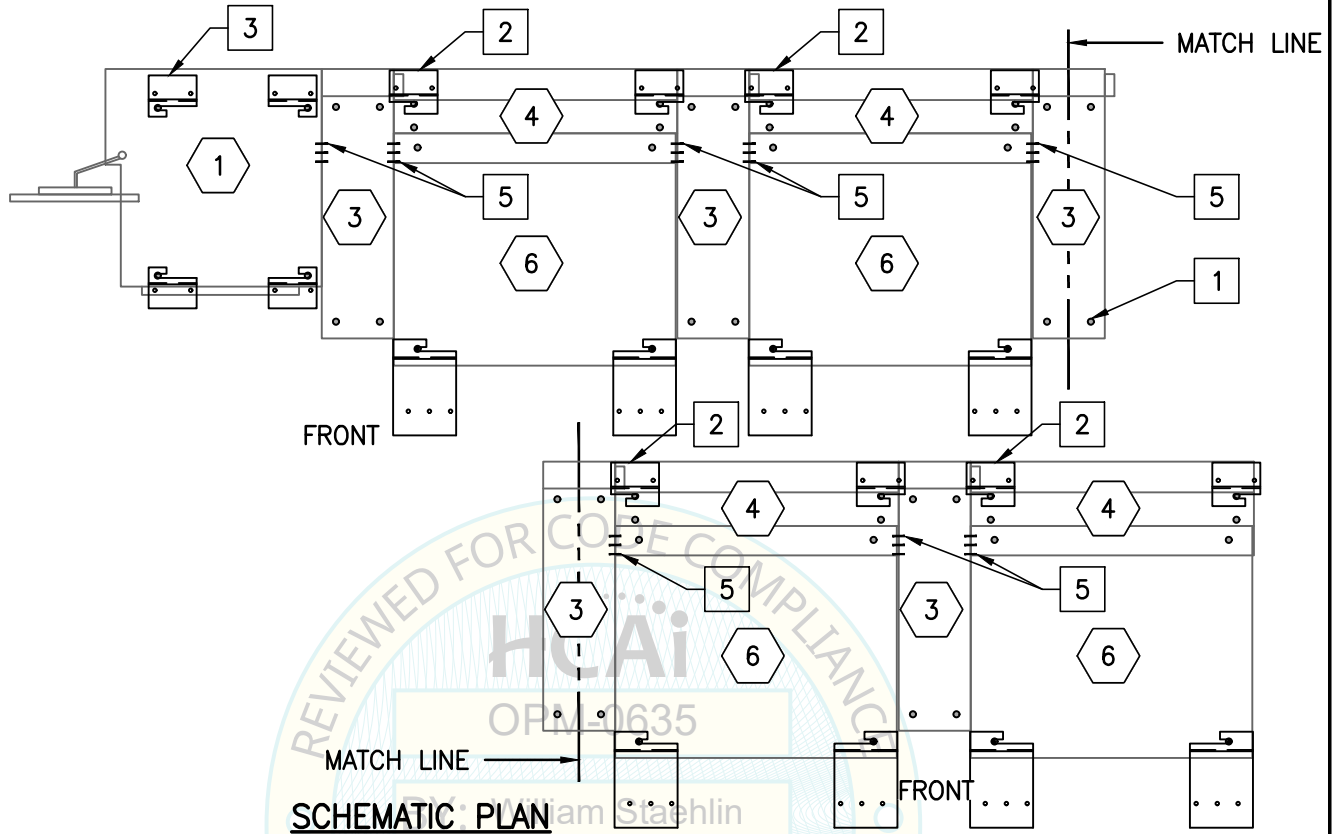 3
2
2
MATCH LINE
4
4
1
5
5
5
3
3
3
6
6
1
FRONT
2
2
4
4
REVIEWED FOR CODE COMPLIANCE
5
5
3
3
HCAi
6
6
OPM-0635
MATCH LINE
FRONT
SCHEMATIC PLAN
BY: William Staehlin